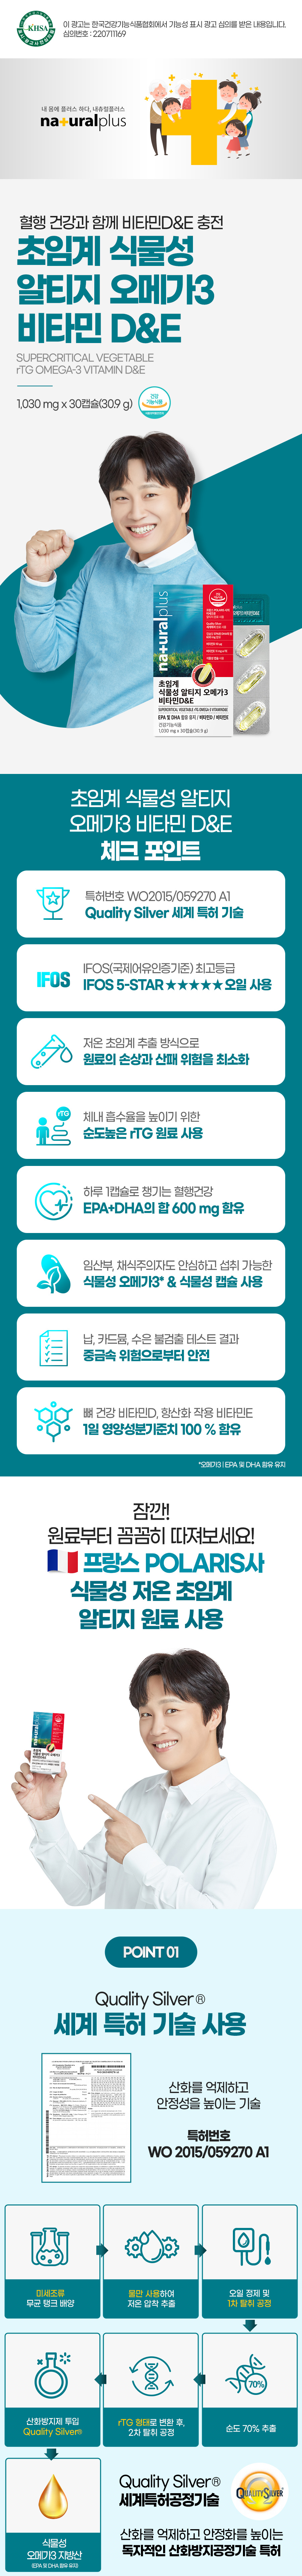 KHSA
이 광고는 한국건강기능식품협회에서 기능성 표시 광고 심의를 받은 내용입니다.
심의번호 : 220711169
내 몸에 플러스 하다, 내츄럴플러스
na+uralplus
혈행 건강과 함께 비타민D&E 충전
초임계 식물성
알티지 오메가3
비타민 D&E
SUPERCRITICAL VEGETABLE
rTG OMEGA-3 VITAMIN D&E
1,030 mg x 30캡슐(30.9 g)
건강
기능식품
na+uralplus
초임계
식물성 알티지 오메가3
비타민D&E
SUPERCRITICAL VEGETABLE rTG OMEGA-3 VITAMIN D&E
EPA 및 DHA 함유 유지 / 비타민D / 비타민E
건강기능식품
1,030 mg x 30캡슐(30.9 g)
초임계 식물성 알티지
오메가3 비타민 D&E
체크 포인트
특허번호 WO2015/059270 A1
Quality Silver 세계 특허 기술
IFOS
IFOS(국제어유인증기준) 최고등급
IFOS 5-STAR ★★★★★ 오일 사용
저온 초임계 추출 방식으로
원료의 손상과 산패 위험을 최소화
rTG
체내 흡수율을 높이기 위한
순도높은 rTG 원료 사용
하루 1캡슐로 챙기는 혈행건강
EPA+DHA의 합 600 mg 함유
임산부, 채식주의자도 안심하고 섭취 가능한
식물성 오메가3* & 식물성 캡슐 사용
납, 카드뮴, 수은 불검출 테스트 결과
중금속 위험으로부터 안전
뼈 건강 비타민D, 항산화 작용 비타민E
1일 영양성분기준치 100 % 함유
*오메가3 | EPA 및 DHA 함유 유지
잠깐!
원료부터 꼼꼼히 따져보세요!
프랑스 POLARIS사
식물성 저온 초임계
알티지 원료 사용
POINT 01
Quality Silver®
세계 특허 기술 사용
산화를 억제하고
안정성을 높이는 기술
특허번호
WO 2015/059270 A1
미세조류
무균 탱크 배양
물만 사용하여
저온 압착 추출
오일 정제 및
1차 탈취 공정
산화방지제 투입
Quality Silver®
rTG 형태로 변환 후,
2차 탈취 공정
70%
순도 70% 추출
식물성
오메가3 지방산
(EPA 및 DHA 함유 유지)
Quality Silver®
세계특허공정기술
QUALITY SILVER
산화를 억제하고 안정화를 높이는
독자적인 산화방지공정기술 특허